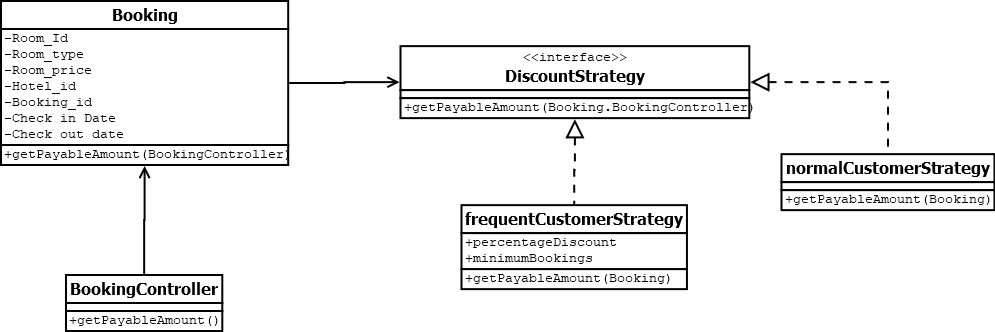 Booking
-Room_Id
-Room_type
-Room_price
-Hotel_id
-Booking_id
-Check in Date
-Check out date
+getPayableAmount(BookingController)
<<interface>>
DiscountStrategy
+getPayableAmount(Booking.BookingController)
normalCustomerStrategy
+getPayableAmount(Booking)
frequentCustomerStrategy
+percentageDiscount
+minimumBookings
+getPayableAmount(Booking)
BookingController
+getPayableAmount()